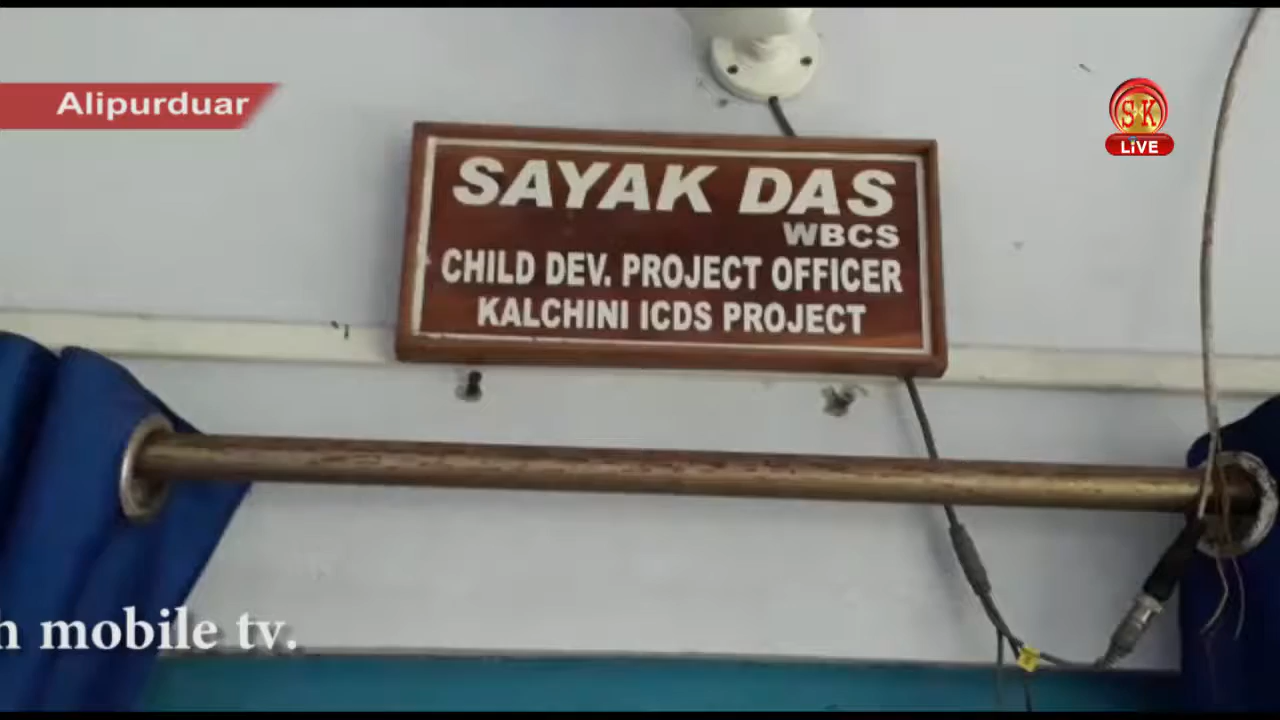 Alipurduar
SK
LiVE
SAYAK DAS
WBCS
CHILD DEV. PROJECT OFFICER
KALCHINI ICDS PROJECT
mobile tv.